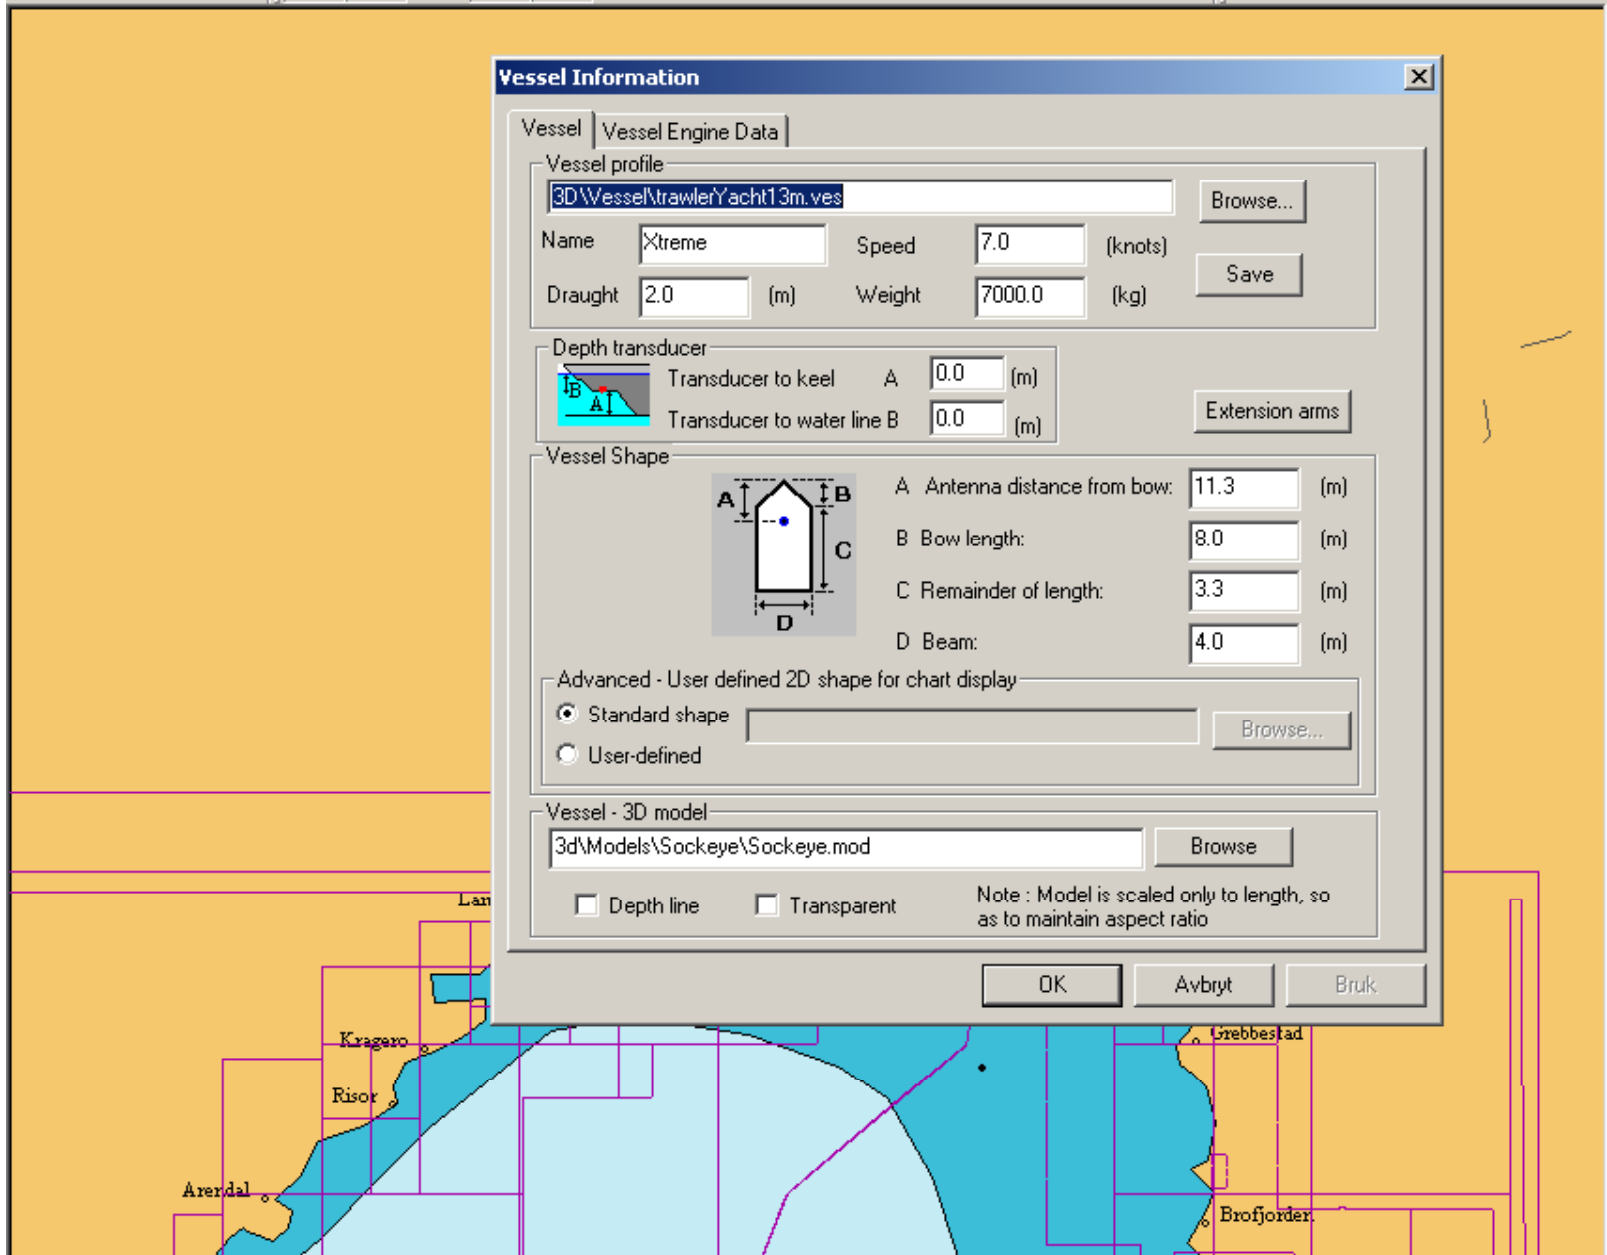 Vessel Information
Vessel
Vessel Engine Data
Vessel profile
3D\Vessel\trawlerYacht13m.ves
Browse...
Name
Xtreme
Speed
7.0
(knots)
Save
Draught
2.0
(m)
Weight
7000.0
(kg)
Depth transducer
B
A
Transducer to keel
A
0.0
(m)
Transducer to water line B
0.0
(m)
Extension arms
Vessel Shape
A
B
C
D
A Antenna distance from bow:
11.3
(m)
B Bow length:
8.0
(m)
C Remainder of length:
3.3
(m)
D Beam:
4.0
(m)
Advanced - User defined 2D shape for chart display
Standard shape
Browse...
User-defined
Vessel - 3D model
3d\Models\Sockeye\Sockeye.mod
Browse
Depth line
Transparent
Note : Model is scaled only to length, so
as to maintain aspect ratio
OK
Avbryt
Bruk
Kragero
Grebbestad
Risor
Arendal
Brofjorden